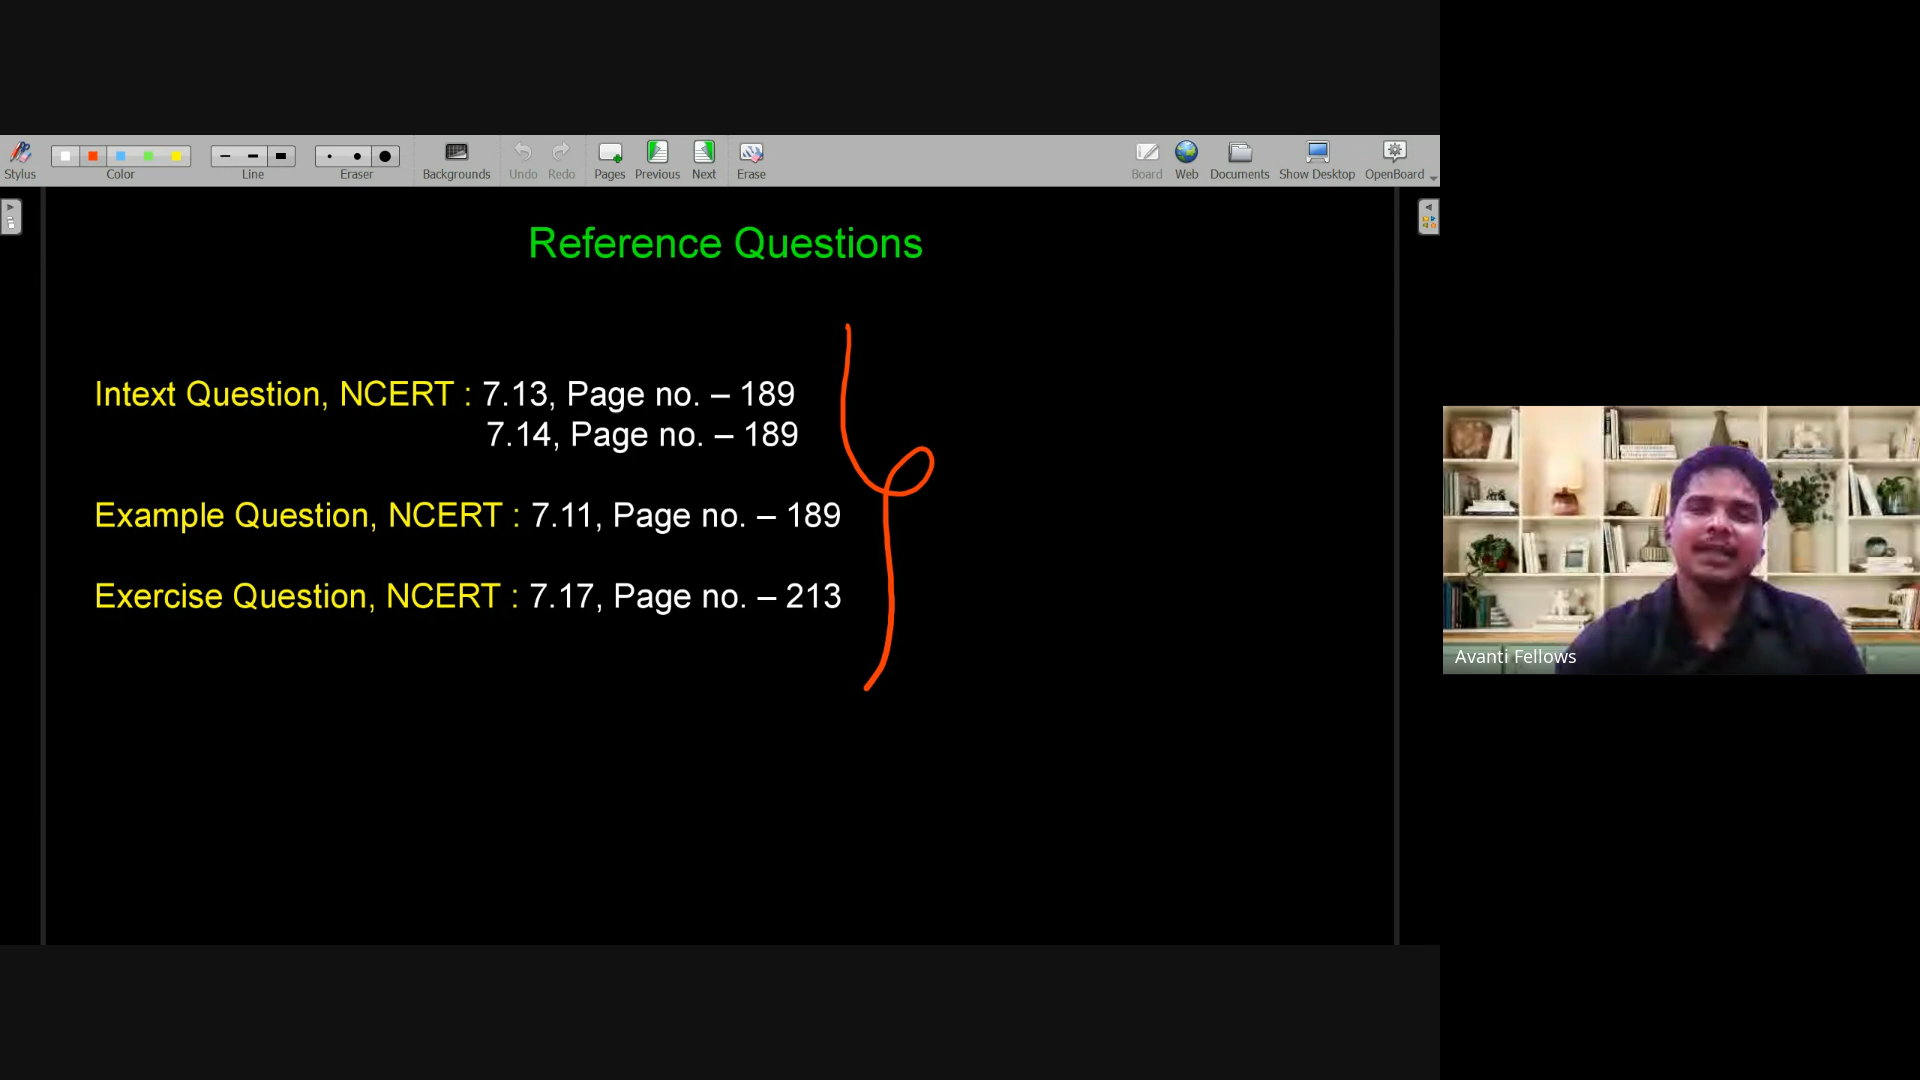 Stylus
Color
Line
Eraser
Backgrounds
Undo
Redo
Pages
Previous
Next
Erase
Board
Web
Documents
Show Desktop
OpenBoard
Reference Questions
Intext Question, NCERT : 7.13, Page no. – 189
7.14, Page no. – 189
Example Question, NCERT : 7.11, Page no. – 189
Exercise Question, NCERT : 7.17, Page no. – 213
Avanti Fellows